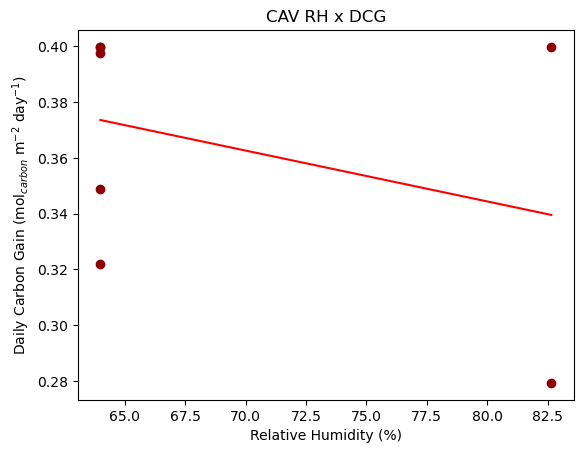 CAV RH x DCG
Daily Carbon Gain (mol$_{carbon}$ m$^{-2}$ day$^{-1}$)
0.40
0.38
0.36
0.34
0.32
0.30
0.28
65.0 67.5 70.0 72.5 75.0 77.5 80.0 82.5
Relative Humidity (%)